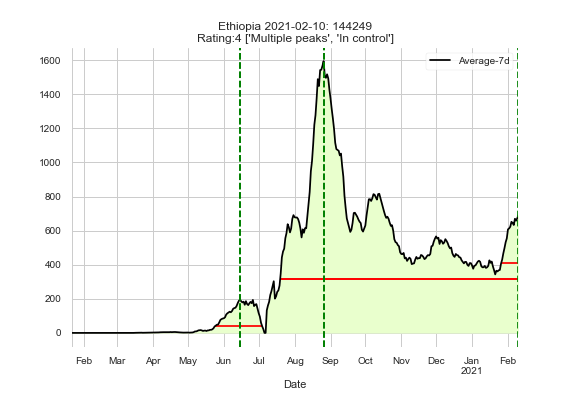 Ethiopia 2021-02-10: 144249
Rating:4 ['Multiple peaks', 'In control']
Average-7d
1600
1400
1200
1000
800
600
400
200
0
Feb Mar Apr May Jun Jul Aug Sep Oct Nov Dec Jan Feb
2021
Date